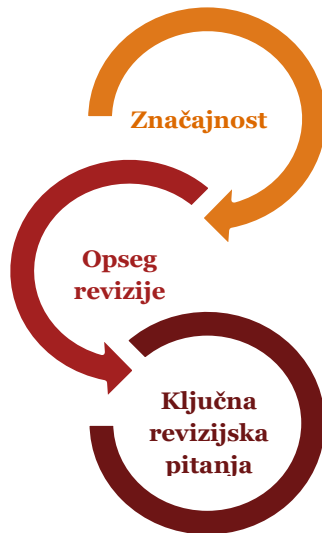 Značajnost
Opseg
revizije
Ključna
revizijska
pitanja